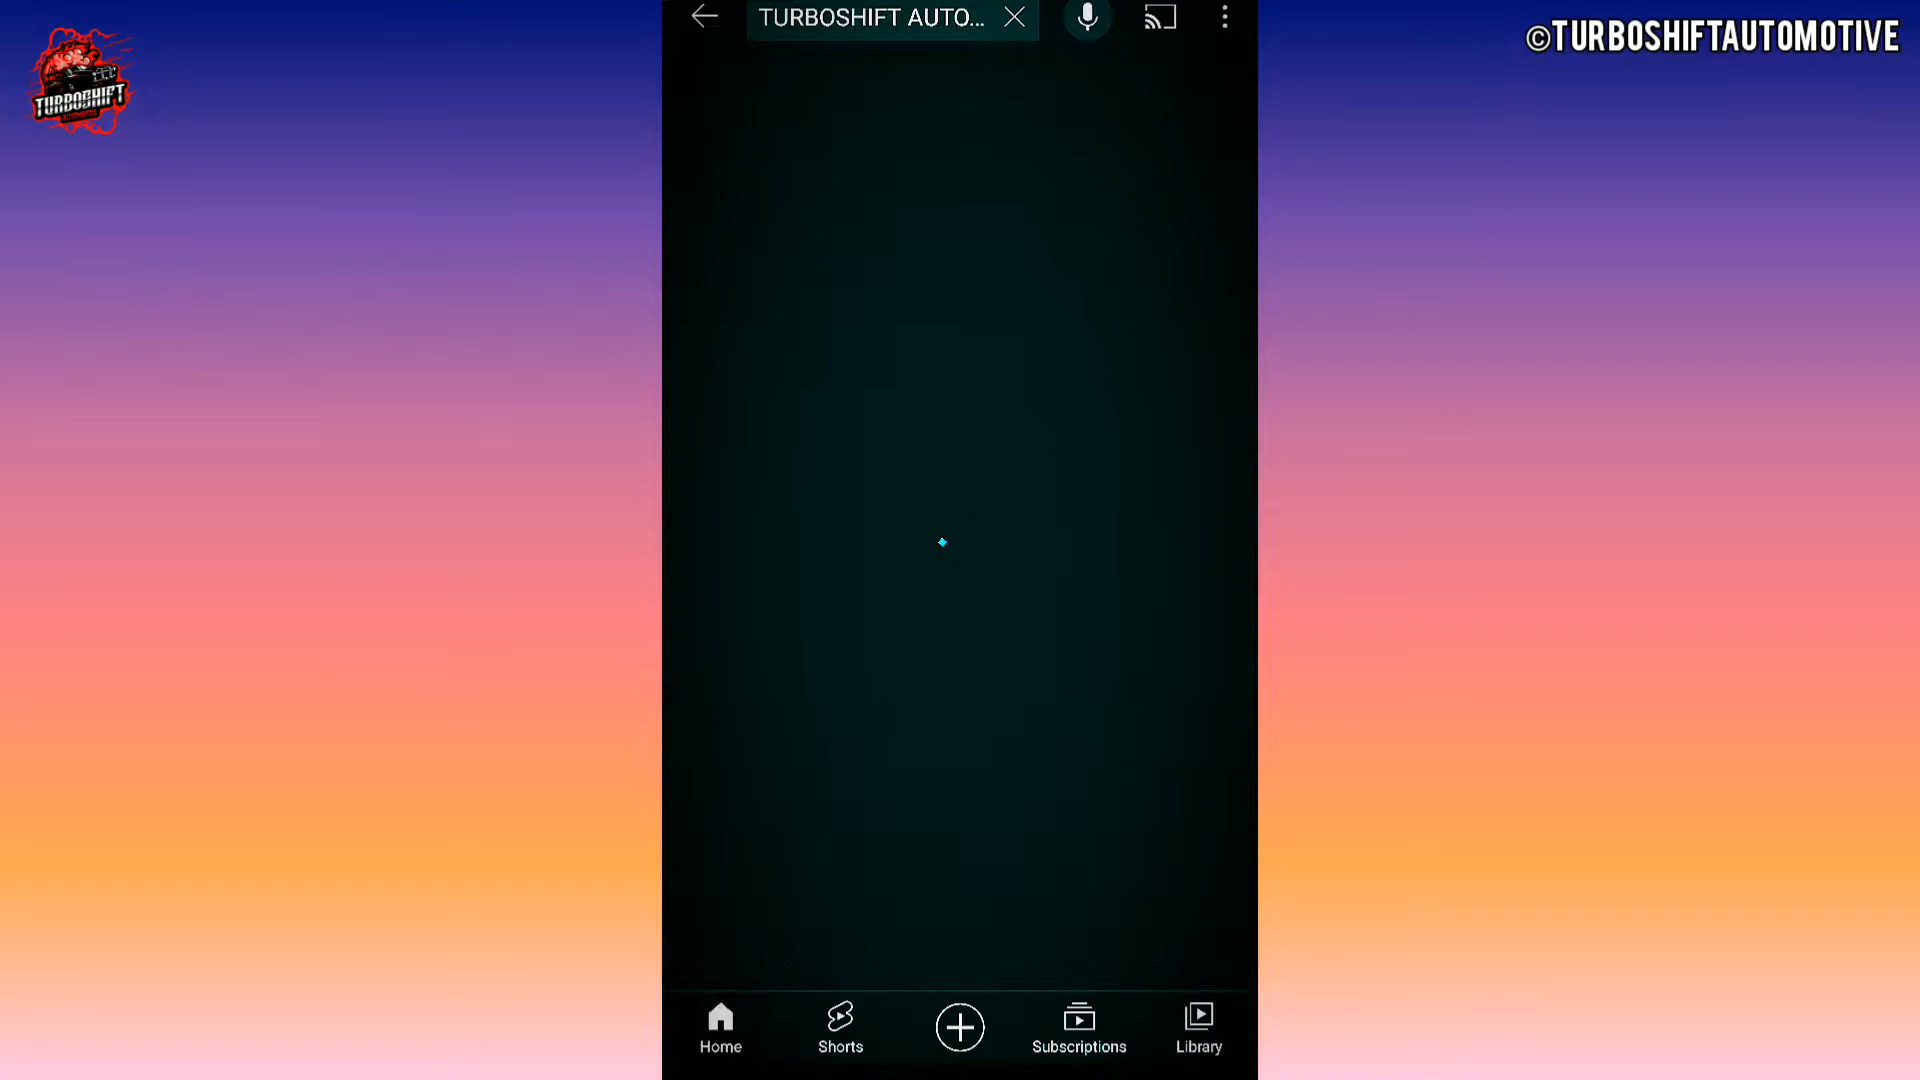 TURBOSHIFT AUTO...
©TURBOSHIFTAUTOMOTIVE
TURBOSHIFT
Home
Shorts
Subscriptions
Library